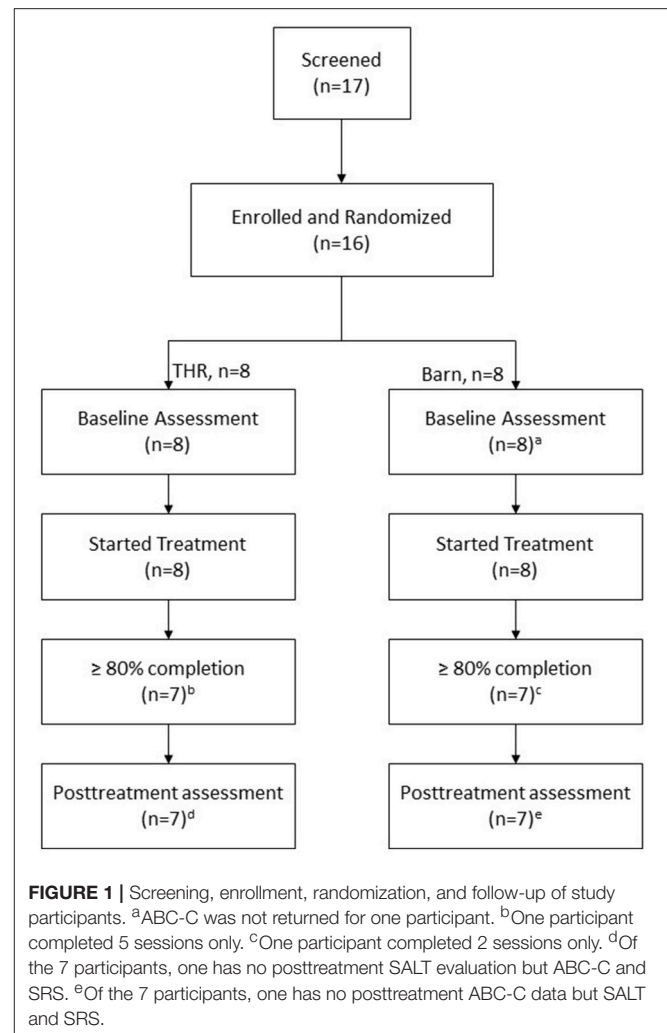 Screened
(n=17)
Enrolled and Randomized
(n=16)
THR, n=8
Barn, n=8
Baseline Assessment
(n=8)
Baseline Assessment
(n=8)ᵃ
Started Treatment
(n=8)
Started Treatment
(n=8)
≥ 80% completion
(n=7)ᵇ
≥ 80% completion
(n=7)ᶜ
Posttreatment assessment
(n=7)ᵈ
Posttreatment assessment
(n=7)ᵉ
FIGURE 1 | Screening, enrollment, randomization, and follow-up of study
participants. ᵃABC-C was not returned for one participant. ᵇOne participant
completed 5 sessions only. ᶜOne participant completed 2 sessions only. ᵈOf
the 7 participants, one has no posttreatment SALT evaluation but ABC-C and
SRS. ᵉOf the 7 participants, one has no posttreatment ABC-C data but SALT
and SRS.